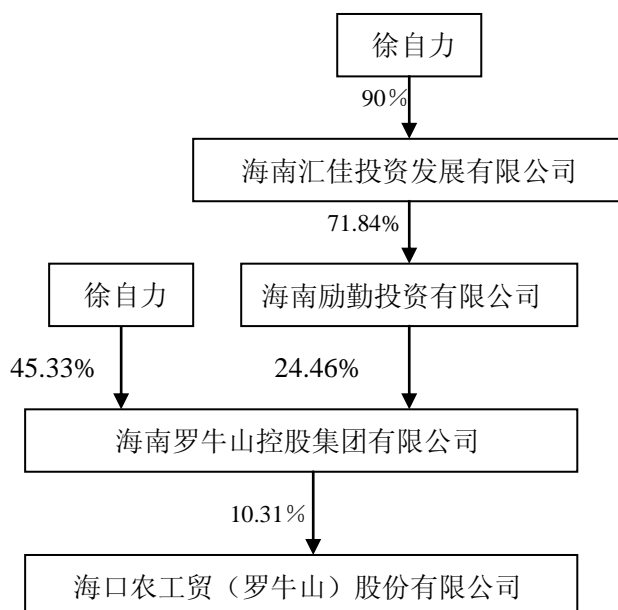 徐自力
90％
海南汇佳投资发展有限公司
71.84%
徐自力
海南励勤投资有限公司
45.33%
24.46%
海南罗牛山控股集团有限公司
10.31％
海口农工贸（罗牛山）股份有限公司